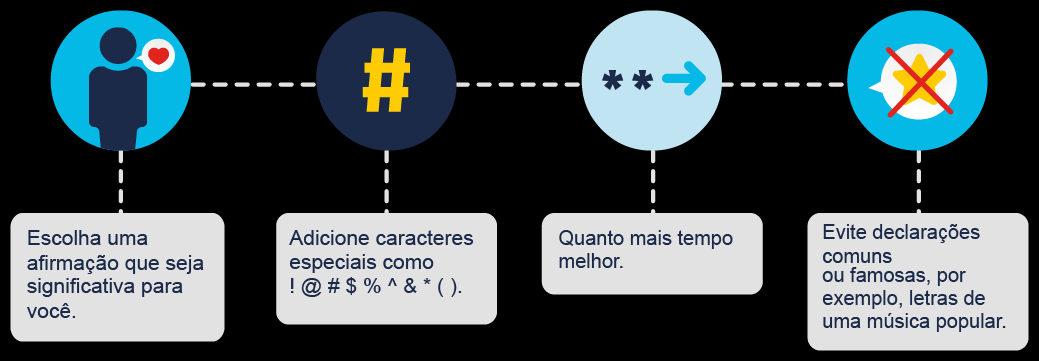 #
**
Escolha uma
afirmação que seja
significativa para
você.
Adicione caracteres
especiais como
! @ # $ % ^ & * ( ).
Quanto mais tempo
melhor.
Evite declarações
comuns
ou famosas, por
exemplo, letras de
uma música popular.